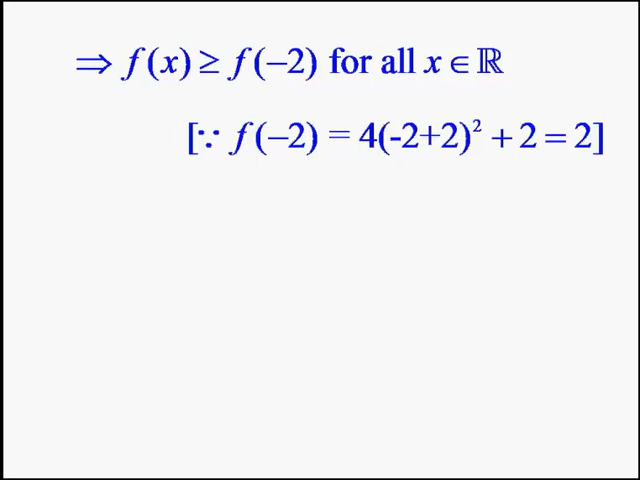 ⇒ f(x) ≥ f(−2) for all x ∈ ℝ
[∵ f(−2) = 4(-2+2)² + 2 = 2]